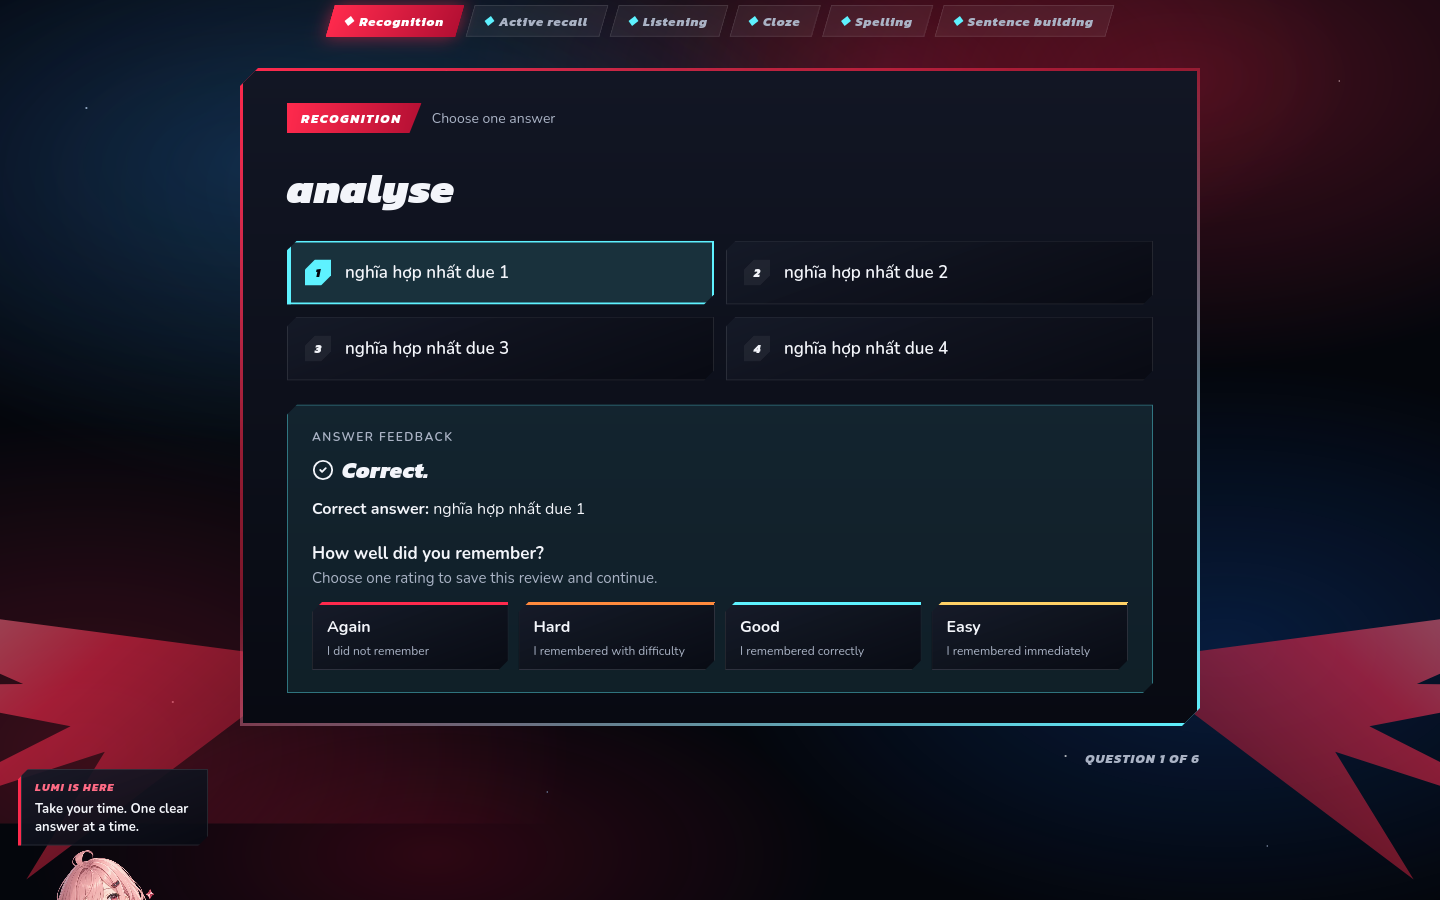 Recognition
Active recall
Listening
Cloze
Spelling
Sentence building
RECOGNITION
Choose one answer
analyse
1 nghĩa hợp nhất due 1
2 nghĩa hợp nhất due 2
3 nghĩa hợp nhất due 3
4 nghĩa hợp nhất due 4
ANSWER FEEDBACK
Correct.
Correct answer: nghĩa hợp nhất due 1
How well did you remember?
Choose one rating to save this review and continue.
Again
I did not remember
Hard
I remembered with difficulty
Good
I remembered correctly
Easy
I remembered immediately
QUESTION 1 OF 6
LUMI IS HERE
Take your time. One clear
answer at a time.